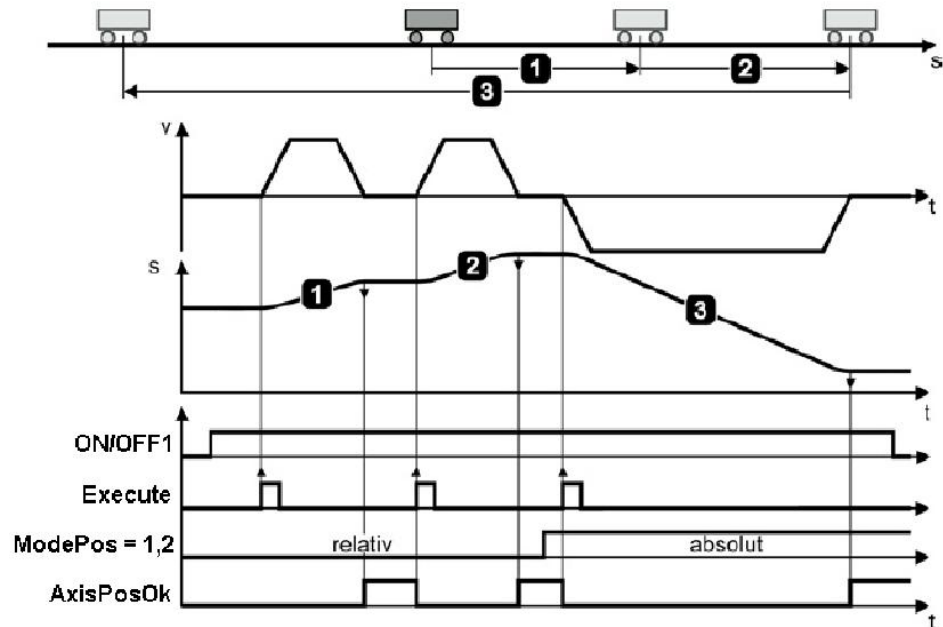 s
1
2
3
v
t
s
1
2
3
t
ON/OFF1
Execute
ModePos = 1,2
relativ
absolut
AxisPosOk
t